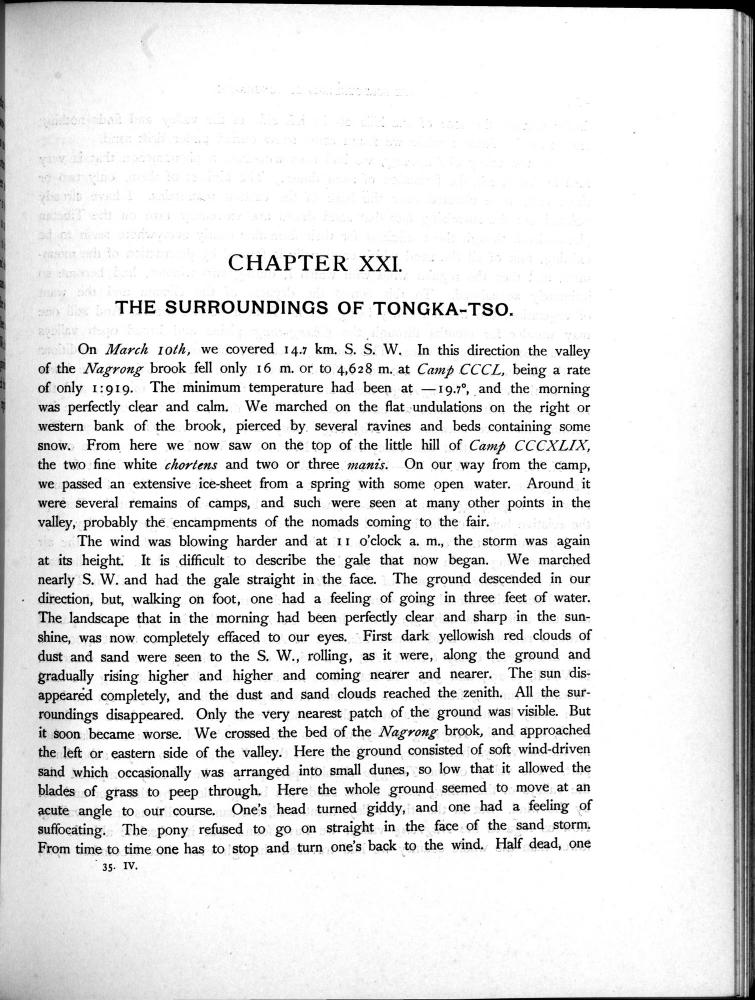 CHAPTER XXI.
THE SURROUNDINGS OF TONGKA-TSO.
On March 10th, we covered 14.7 km. S. S. W. In this direction the valley
of the Nagrong brook fell only 16 m. or to 4,628 m. at Camp CCCL, being a rate
of only 1:919. The minimum temperature had been at —19.7°, and the morning
was perfectly clear and calm. We marched on the flat undulations on the right or
western bank of the brook, pierced by several ravines and beds containing some
snow. From here we now saw on the top of the little hill of Camp CCCXLIX,
the two fine white chortens and two or three manis. On our way from the camp,
we passed an extensive ice-sheet from a spring with some open water. Around it
were several remains of camps, and such were seen at many other points in the
valley, probably the encampments of the nomads coming to the fair.
The wind was blowing harder and at 11 o'clock a. m., the storm was again
at its height. It is difficult to describe the gale that now began. We marched
nearly S. W. and had the gale straight in the face. The ground descended in our
direction, but, walking on foot, one had a feeling of going in three feet of water.
The landscape that in the morning had been perfectly clear and sharp in the sun-
shine, was now completely effaced to our eyes. First dark yellowish red clouds of
dust and sand were seen to the S. W., rolling, as it were, along the ground and
gradually rising higher and higher and coming nearer and nearer. The sun dis-
appeared completely, and the dust and sand clouds reached the zenith. All the sur-
roundings disappeared. Only the very nearest patch of the ground was visible. But
it soon became worse. We crossed the bed of the Nagrong brook, and approached
the left or eastern side of the valley. Here the ground consisted of soft wind-driven
sand which occasionally was arranged into small dunes, so low that it allowed the
blades of grass to peep through. Here the whole ground seemed to move at an
acute angle to our course. One's head turned giddy, and one had a feeling of
suffocating. The pony refused to go on straight in the face of the sand storm.
From time to time one has to stop and turn one's back to the wind. Half dead, one
35. IV.